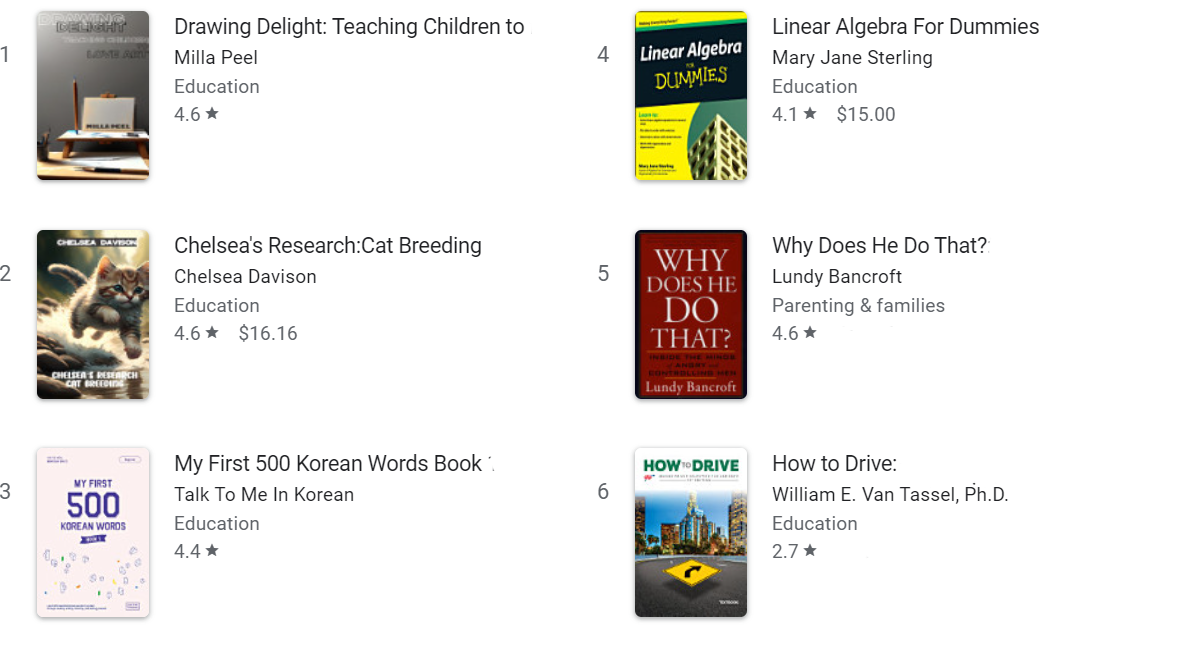 1
DRAWING
DELIGHT
TEACHING CHILDREN
LOVE ART
MILLA PEEL
Drawing Delight: Teaching Children to
Milla Peel
Education
4.6 ★
2
CHELSEA DAVISON
CHELSEA'S RESEARCH
CAT BREEDING
Chelsea's Research:Cat Breeding
Chelsea Davison
Education
4.6 ★ $16.16
3
MY FIRST
500
KOREAN WORDS
My First 500 Korean Words Book
Talk To Me In Korean
Education
4.4 ★
4
Linear Algebra
FOR
DUMMIES
Learn to:
Mary Jane Sterling
Linear Algebra For Dummies
Mary Jane Sterling
Education
4.1 ★ $15.00
5
WHY
DOES HE
DO
THAT?
INSIDE THE MINDS
OF ANGRY AND
CONTROLLING MEN
Lundy Bancroft
Why Does He Do That?
Lundy Bancroft
Parenting & families
4.6 ★
6
HOW TO DRIVE
How to Drive:
William E. Van Tassel, Ph.D.
Education
2.7 ★